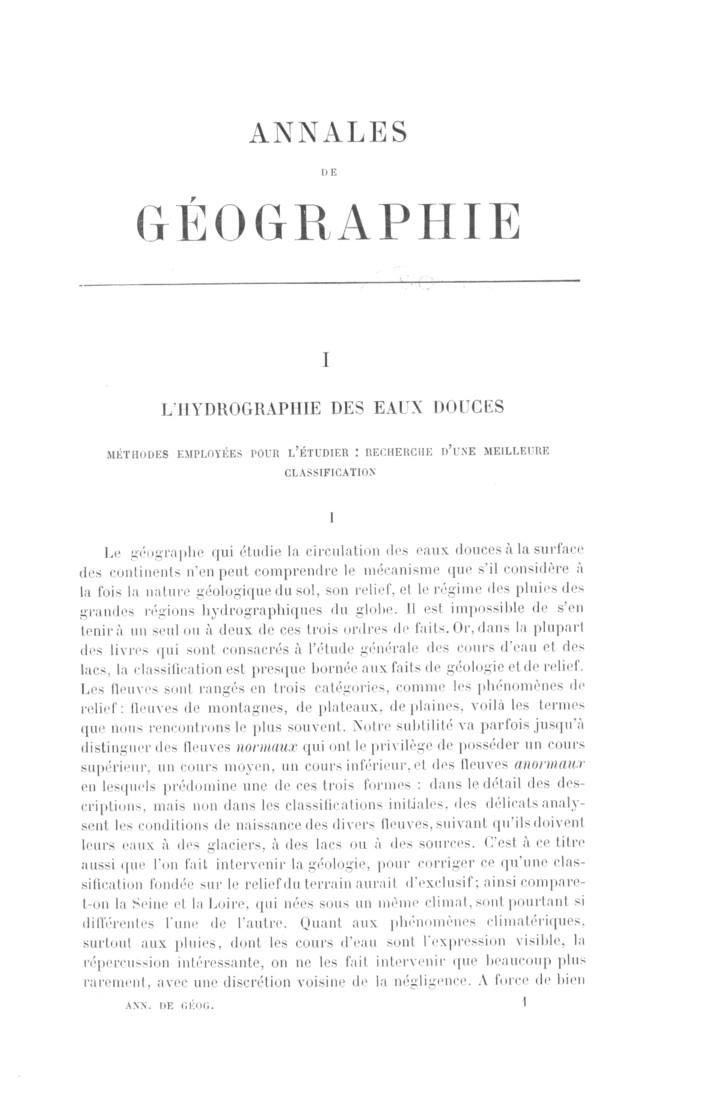 ANNALES
DE
GÉOGRAPHIE
I
L'HYDROGRAPHIE DES EAUX DOUCES
MÉTHODES EMPLOYÉES POUR L'ÉTUDIER : RECHERCHE D'UNE MEILLEURE
CLASSIFICATION
I
Le géographe qui étudie la circulation des eaux douces à la surface
des continents n'en peut comprendre le mécanisme que s'il considère à
la fois la nature géologique du sol, son relief, et le régime des pluies des
grandes régions hydrographiques du globe. Il est impossible de s'en
tenir à un seul ou à deux de ces trois ordres de faits. Or, dans la plupart
des livres qui sont consacrés à l'étude générale des cours d'eau et des
lacs, la classification est presque bornée aux faits de géologie et de relief.
Les fleuves sont rangés en trois catégories, comme les phénomènes de
relief : fleuves de montagnes, de plateaux, de plaines, voilà les termes
que nous rencontrons le plus souvent. Notre subtilité va parfois jusqu'à
distinguer des fleuves normaux qui ont le privilège de posséder un cours
supérieur, un cours moyen, un cours inférieur, et des fleuves anormaux
en lesquels prédomine une de ces trois formes : dans le détail des des-
criptions, mais non dans les classifications initiales, des délicats analy-
sent les conditions de naissance des divers fleuves, suivant qu'ils doivent
leurs eaux à des glaciers, à des lacs ou à des sources. C'est à ce titre
aussi que l'on fait intervenir la géologie, pour corriger ce qu'une clas-
sification fondée sur le relief du terrain aurait d'exclusif ; ainsi compare-
t-on la Seine et la Loire, qui nées sous un même climat, sont pourtant si
différentes l'une de l'autre. Quant aux phénomènes climatériques,
surtout aux pluies, dont les cours d'eau sont l'expression visible, la
répercussion intéressante, on ne les fait intervenir que beaucoup plus
rarement, avec une discrétion voisine de la négligence. A force de bien
ANN. DE GÉOG. 1